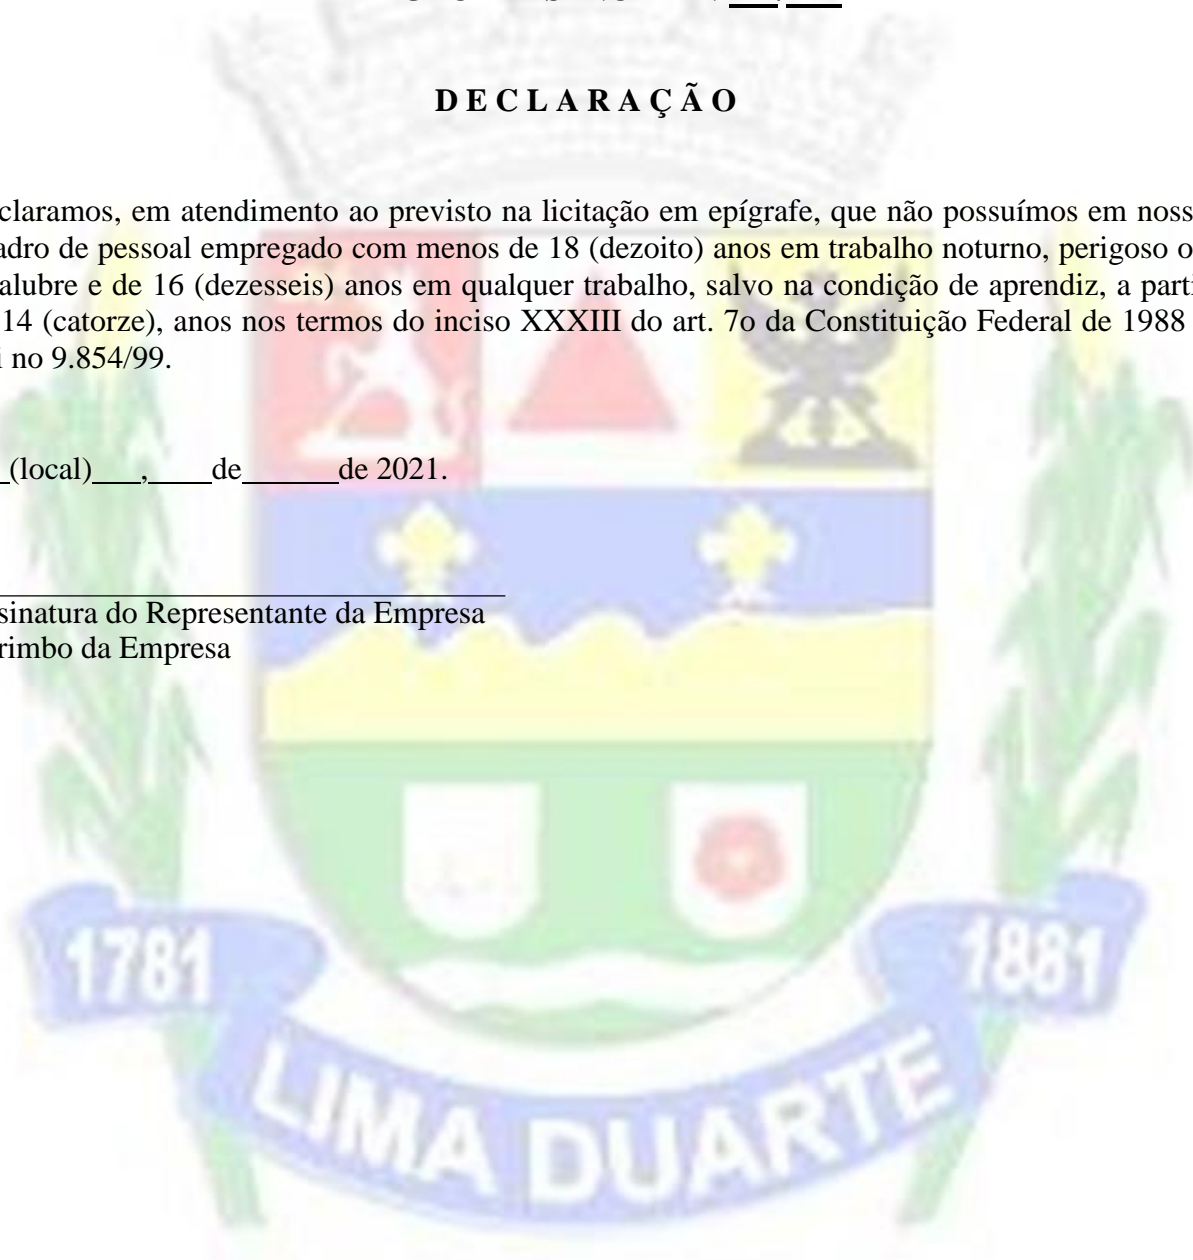 D E C L A R A Ç Ã O
claramos, em atendimento ao previsto na licitação em epígrafe, que não possuímos em noss
adro de pessoal empregado com menos de 18 (dezoito) anos em trabalho noturno, perigoso o
alubre e de 16 (dezesseis) anos em qualquer trabalho, salvo na condição de aprendiz, a parti
14 (catorze), anos nos termos do inciso XXXIII do art. 7o da Constituição Federal de 1988
i no 9.854/99.
_(local)___,____de______de 2021.
sinatura do Representante da Empresa
rimbo da Empresa
1781
1881
LIMA DUARTE